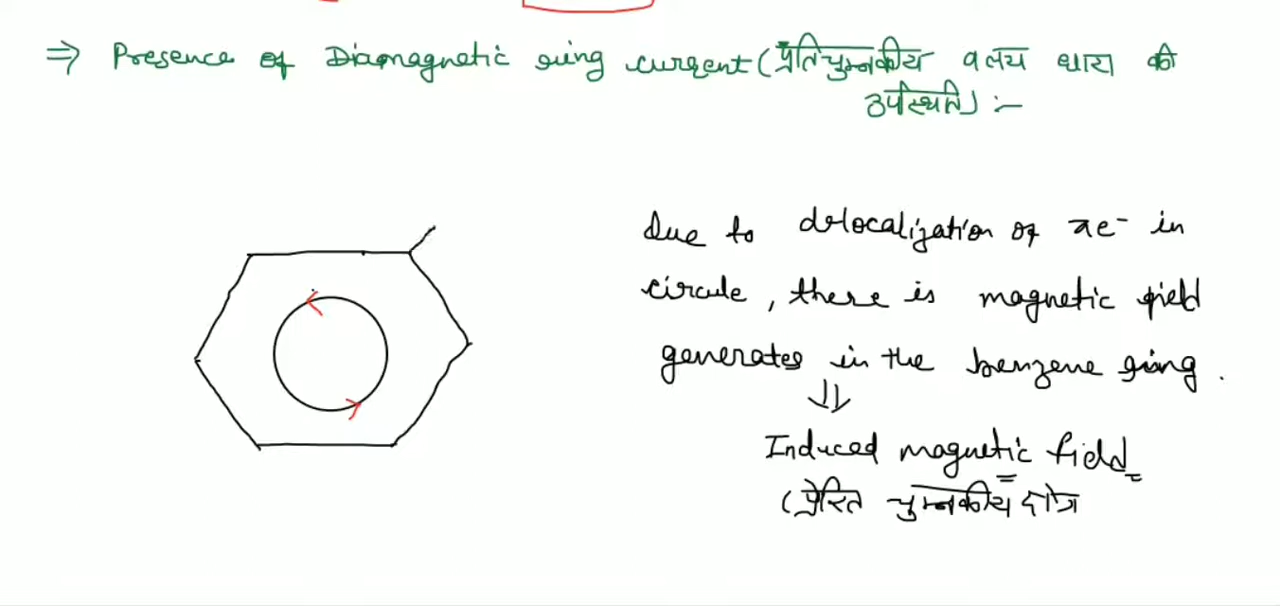 ⇒ Presence of Diamagnetic ring current (प्रतिचुम्बकीय वलय धारा की
उपस्थिति) :-
due to delocalization of πe⁻ in
circule, there is magnetic field
generates in the benzene ring.
⇓
Induced magnetic field
(प्रेरित चुम्बकीय क्षेत्र